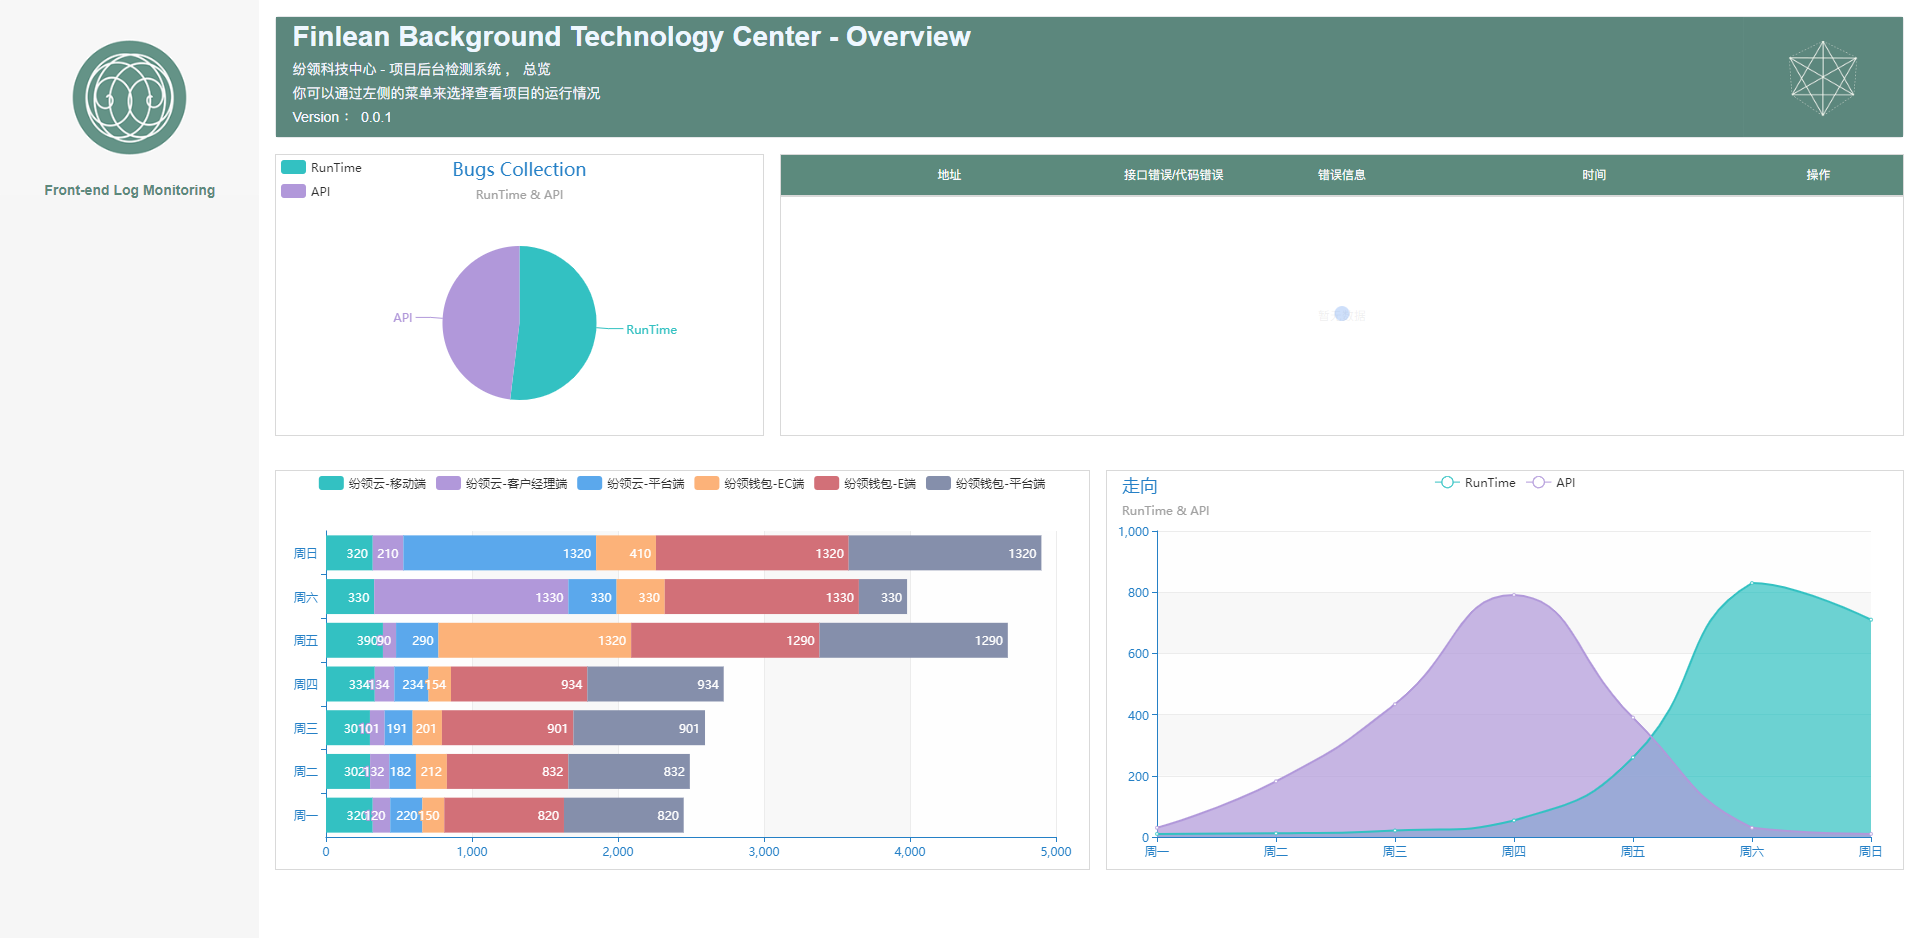 Front-end Log Monitoring
Finlean Background Technology Center - Overview
纷领科技中心 - 项目后台检测系统， 总览
你可以通过左侧的菜单来选择查看项目的运行情况
Version： 0.0.1
RunTime
API
Bugs Collection
RunTime & API
API
RunTime
地址 接口错误/代码错误 错误信息 时间 操作
纷领云-移动端 纷领云-客户经理端 纷领云-平台端 纷领钱包-EC端 纷领钱包-E端 纷领钱包-平台端
周日 320 210 1320 410 1320 1320
周六 330 1330 330 330 1330 330
周五 390 90 290 1320 1290 1290
周四 334 134 234 154 934 934
周三 301 101 191 201 901 901
周二 302 132 182 212 832 832
周一 320 120 220 150 820 820
0 1,000 2,000 3,000 4,000 5,000
走向
RunTime & API
RunTime API
1,000
800
600
400
200
0
周一 周二 周三 周四 周五 周六 周日